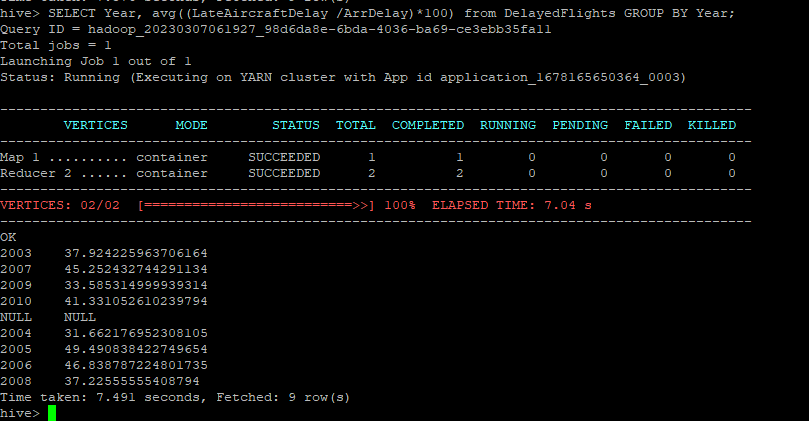 hive> SELECT Year, avg((LateAircraftDelay /ArrDelay)*100) from DelayedFlights GROUP BY Year;
Query ID = hadoop_20230307061927_98d6da8e-6bda-4036-ba69-ce3ebb35fa11
Total jobs = 1
Launching Job 1 out of 1
Status: Running (Executing on YARN cluster with App id application_1678165650364_0003)
----------------------------------------------------------------------------------------------
VERTICES MODE STATUS TOTAL COMPLETED RUNNING PENDING FAILED KILLED
----------------------------------------------------------------------------------------------
Map 1 .......... container SUCCEEDED 1 1 0 0 0 0
Reducer 2 ...... container SUCCEEDED 2 2 0 0 0 0
----------------------------------------------------------------------------------------------
VERTICES: 02/02 [==========================>>] 100% ELAPSED TIME: 7.04 s
----------------------------------------------------------------------------------------------
OK
2003 37.924225963706164
2007 45.252432744291134
2009 33.585314999939314
2010 41.331052610239794
NULL NULL
2004 31.662176952308105
2005 49.490838422749654
2006 46.838787224801735
2008 37.22555555408794
Time taken: 7.491 seconds, Fetched: 9 row(s)
hive>